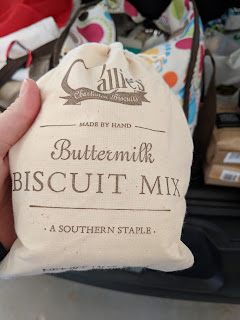 Callie's
Charleston Biscuits
MADE BY HAND
Buttermilk
BISCUIT MIX
· A SOUTHERN STAPLE ·